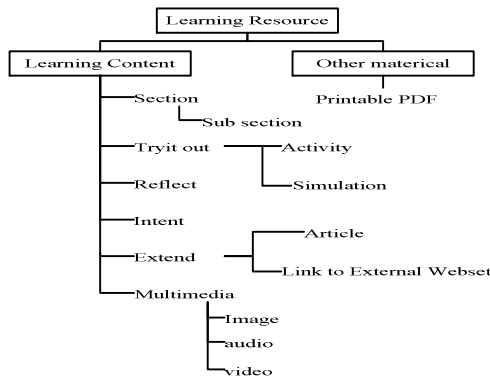 Learning Resource
Learning Content
Other materical
Printable PDF
Section
Sub section
Tryit out
Activity
Simulation
Reflect
Intent
Extend
Article
Link to External Webset
Multimedia
Image
audio
video